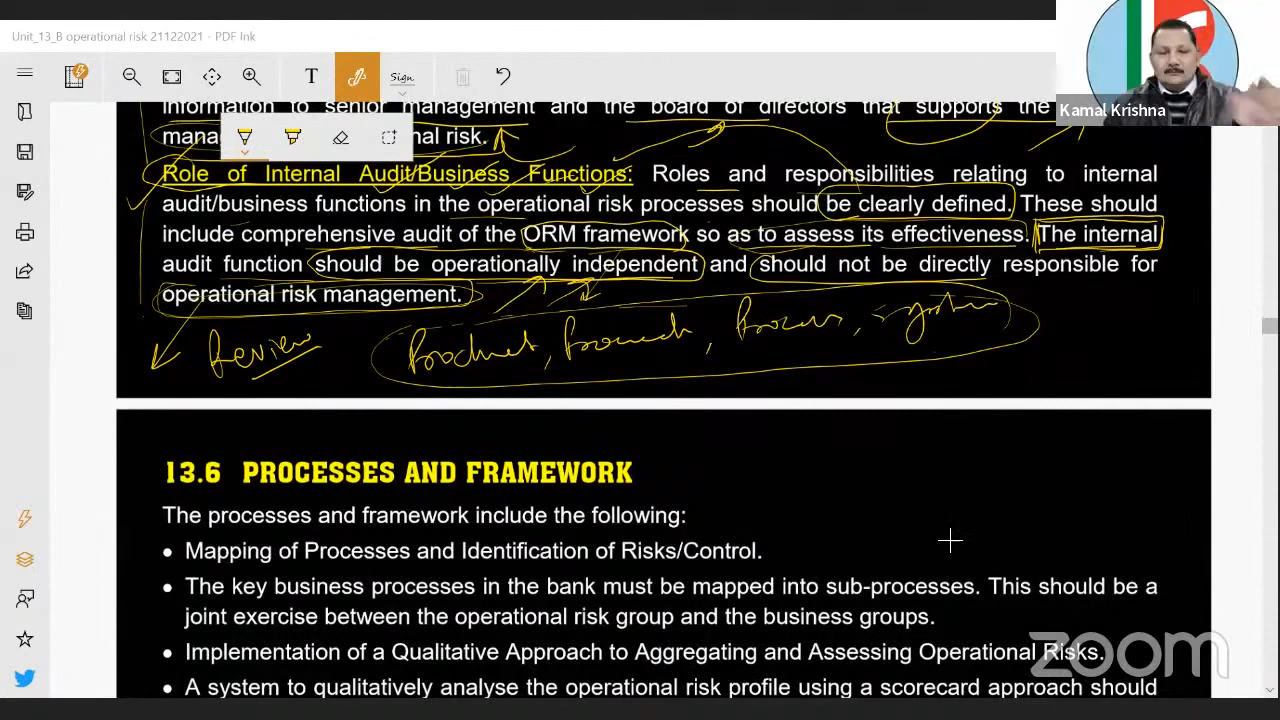 Unit_13_B operational risk 21122021 - PDF Ink
T
Sign
Kamal Krishna
information to senior management and the board of directors that supports the
nal risk.
Role of Internal Audit/Business Functions: Roles and responsibilities relating to internal
audit/business functions in the operational risk processes should be clearly defined. These should
include comprehensive audit of the ORM framework so as to assess its effectiveness. The internal
audit function should be operationally independent and should not be directly responsible for
operational risk management.
Review Product, Process, System
13.6 PROCESSES AND FRAMEWORK
The processes and framework include the following:
• Mapping of Processes and Identification of Risks/Control.
• The key business processes in the bank must be mapped into sub-processes. This should be a
joint exercise between the operational risk group and the business groups.
• Implementation of a Qualitative Approach to Aggregating and Assessing Operational Risks.
• A system to qualitatively analyse the operational risk profile using a scorecard approach should
zoom